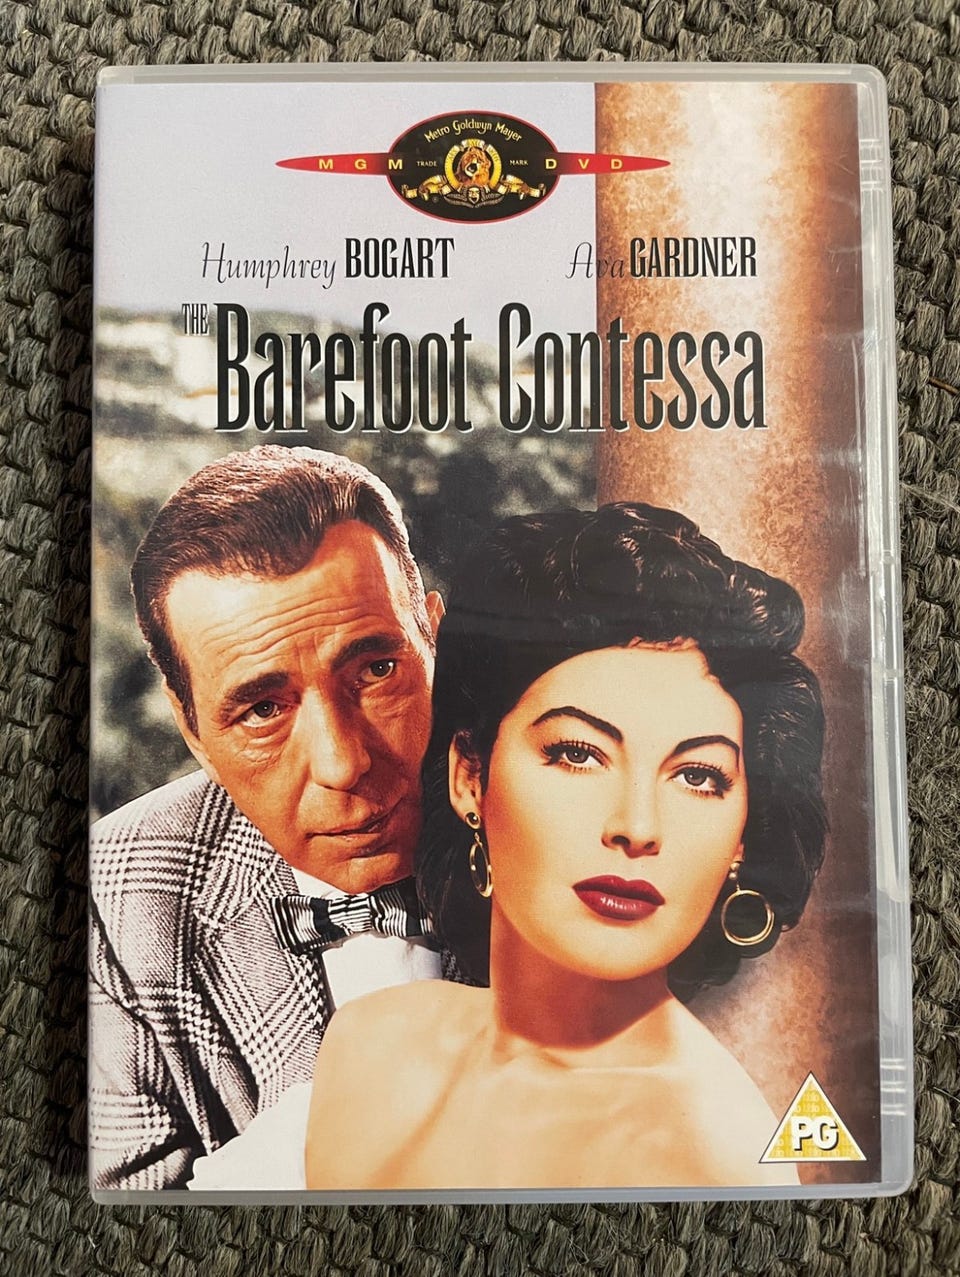 Metro Goldwyn Mayer
MGM TRADE MARK DVD
Humphrey BOGART Ava GARDNER
THE Barefoot Contessa
PG